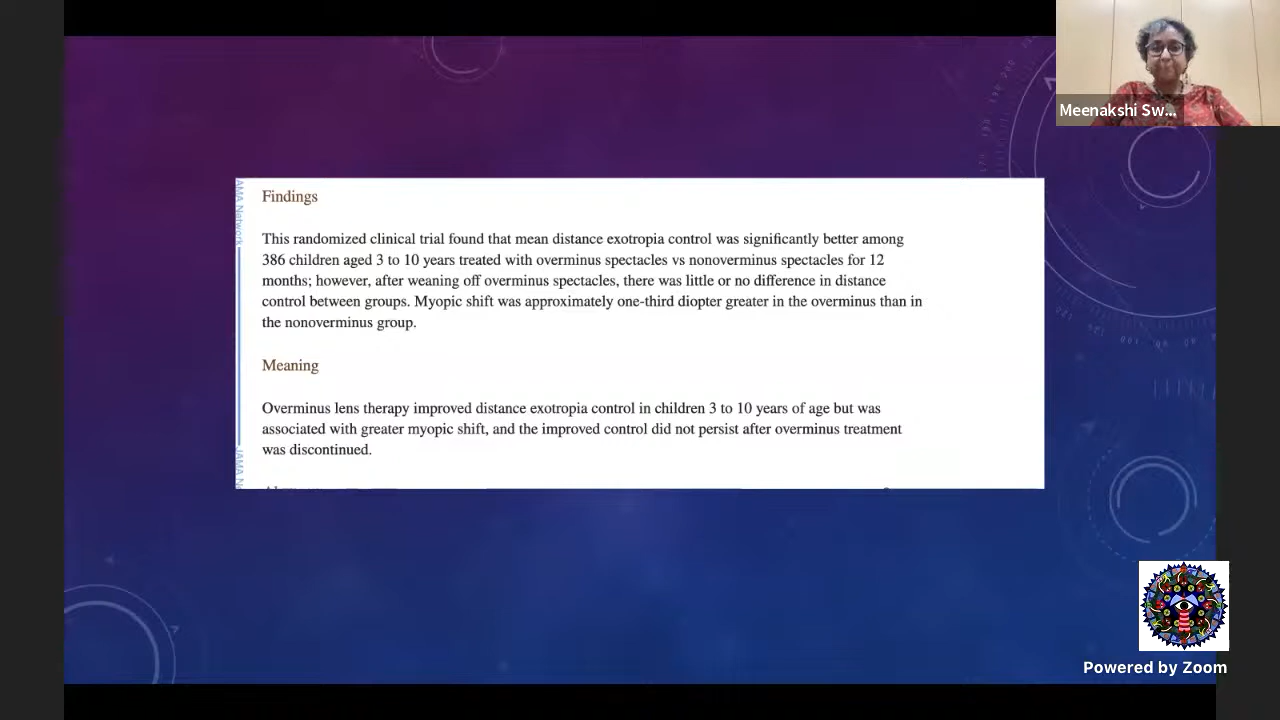 Meenakshi Sw...
Findings
This randomized clinical trial found that mean distance exotropia control was significantly better among
386 children aged 3 to 10 years treated with overminus spectacles vs nonoverminus spectacles for 12
months; however, after weaning off overminus spectacles, there was little or no difference in distance
control between groups. Myopic shift was approximately one-third diopter greater in the overminus than in
the nonoverminus group.
Meaning
Overminus lens therapy improved distance exotropia control in children 3 to 10 years of age but was
associated with greater myopic shift, and the improved control did not persist after overminus treatment
was discontinued.
Powered by Zoom